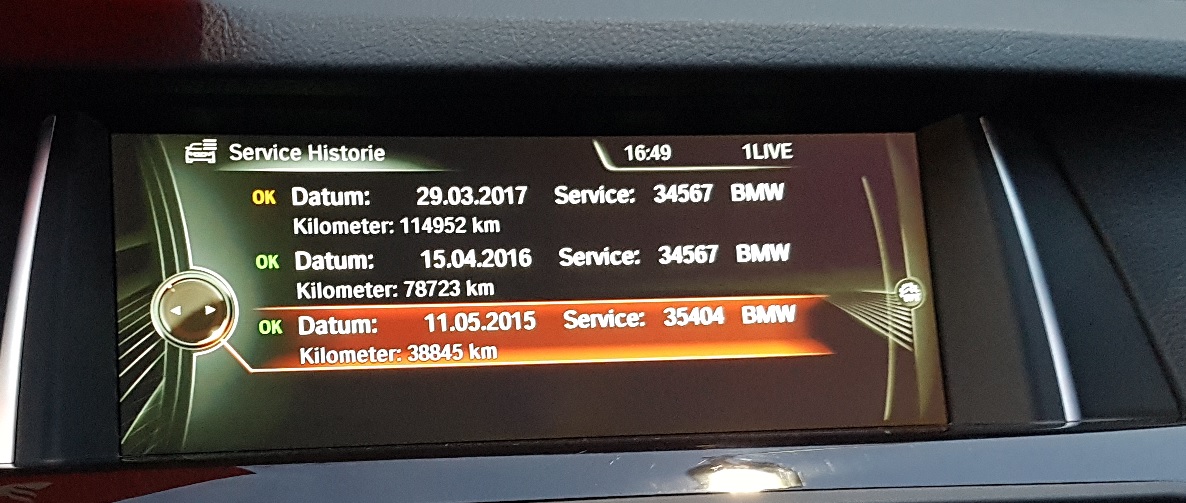 Service Historie 16:49 1LIVE
OK Datum: 29.03.2017 Service: 34567 BMW
Kilometer: 114952 km
OK Datum: 15.04.2016 Service: 34567 BMW
Kilometer: 78723 km
OK Datum: 11.05.2015 Service: 35404 BMW
Kilometer: 38845 km